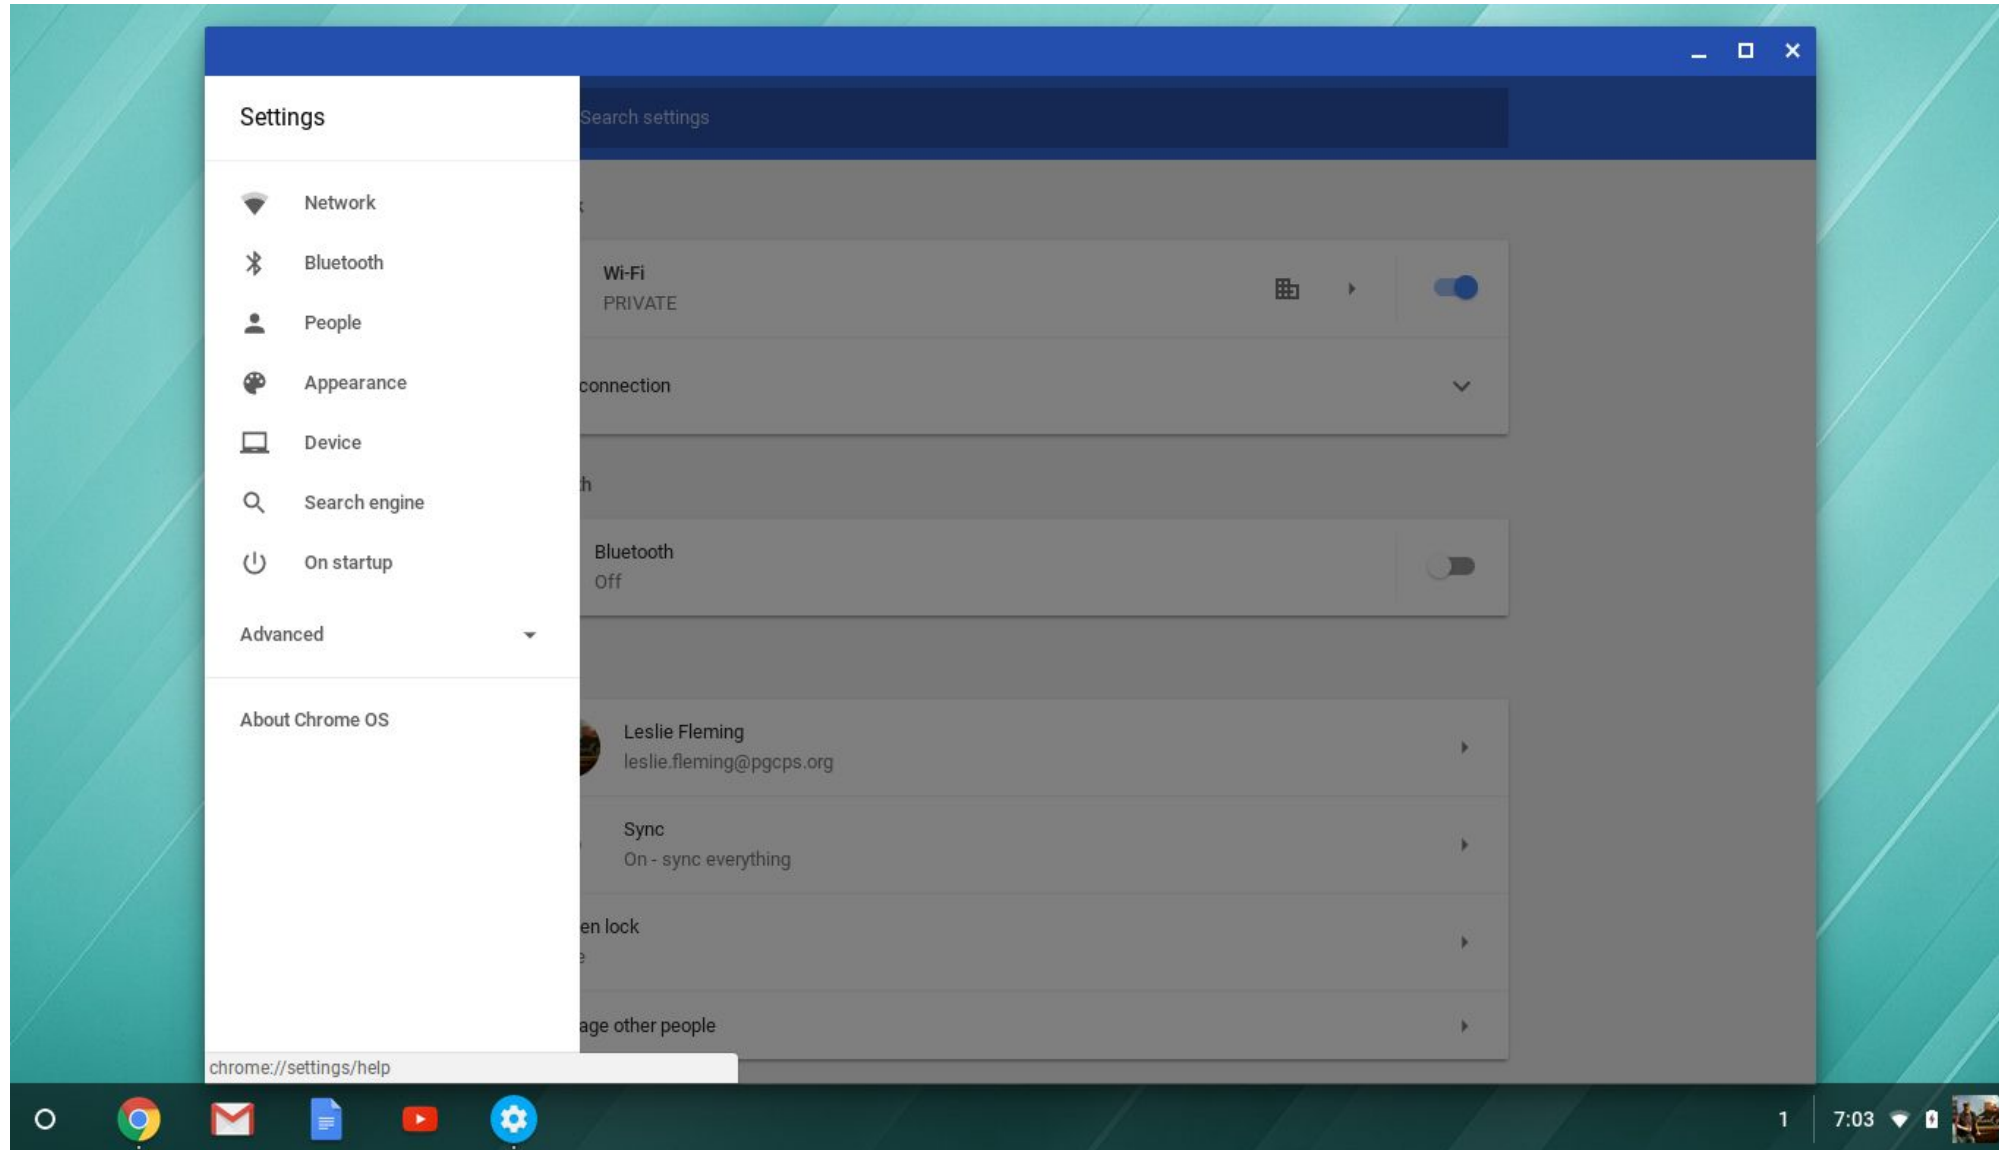 Settings
Search settings
Network
Bluetooth
People
Appearance
Device
Search engine
On startup
Advanced
About Chrome OS
Wi-Fi
PRIVATE
connection
Bluetooth
Off
Leslie Fleming
leslie.fleming@pgcps.org
Sync
On - sync everything
en lock
age other people
chrome://settings/help
1
7:03